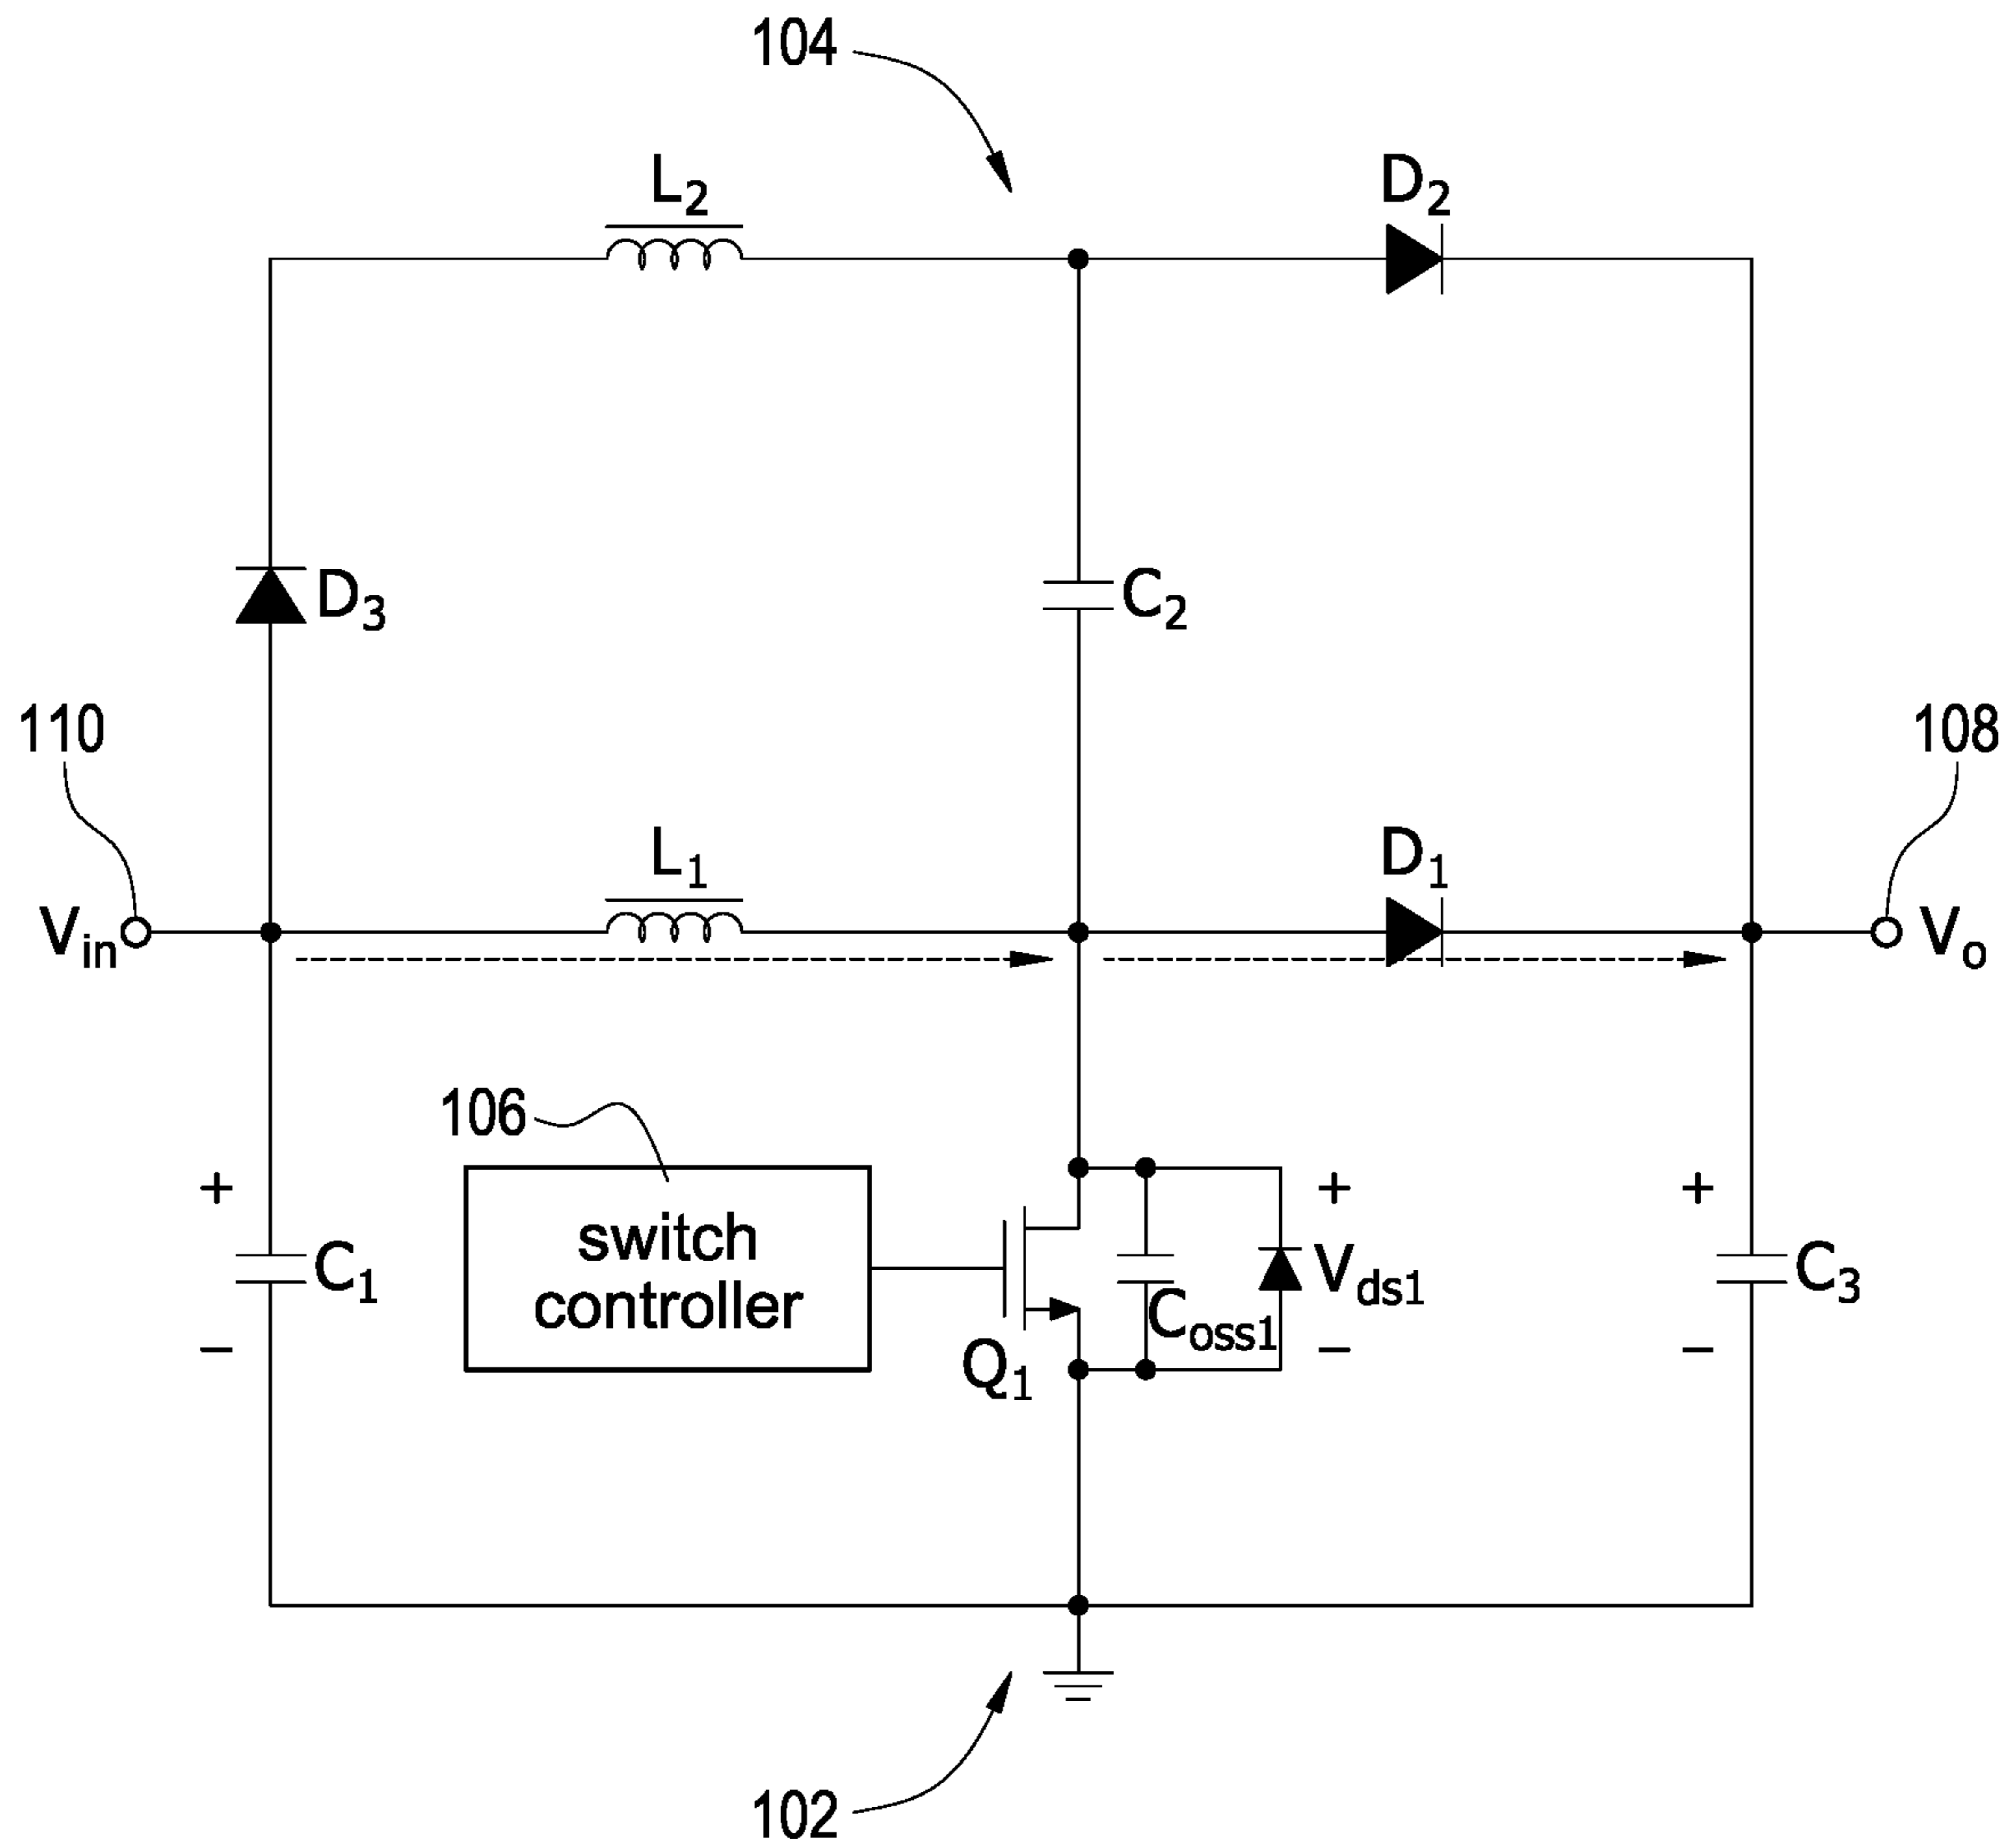 104
L₂
D₂
D₃
C₂
110
108
L₁
D₁
Vin
Vo
106
+
+
+
switch
controller
C₁
Coss1
Vds1
C₃
−
−
−
Q₁
102